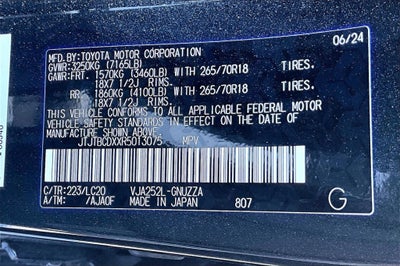 MFD. BY: TOYOTA MOTOR CORPORATION 06/24
GVWR:3250KG (7165LB)
GAWR:FRT. 1570KG (3460LB) WITH 265/70R18 TIRES.
18X7 1/2J RIMS.
RR. 1860KG (4100LB) WITH 265/70R18 TIRES.
18X7 1/2J RIMS.
THIS VEHICLE CONFORMS TO ALL APPLICABLE FEDERAL MOTOR
VEHICLE SAFETY STANDARDS IN EFFECT ON THE DATE OF
MANUFACTURE SHOWN ABOVE.
JTJTBCDXXR5013075 MPV
C/TR:223/LC20 VJA252L-GNUZZA
A/TM: /AJA0F MADE IN JAPAN 807
G